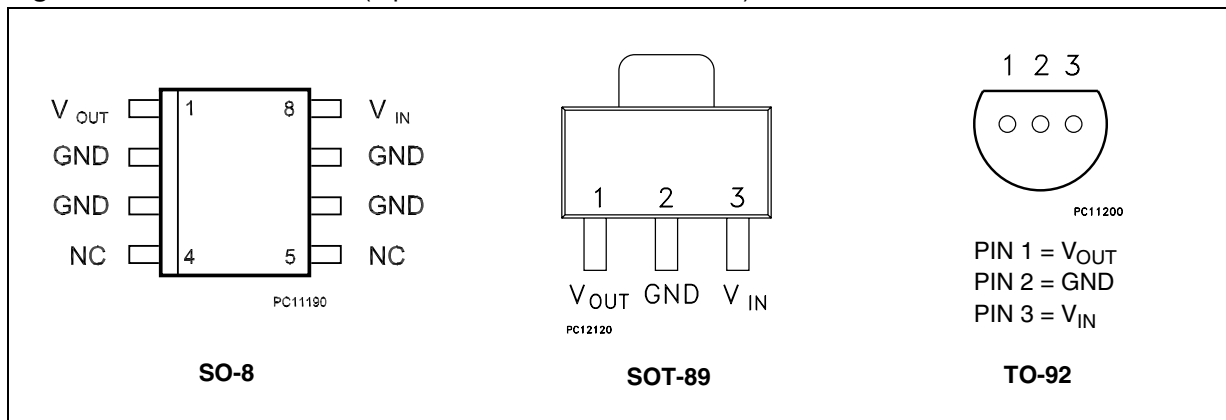 V OUT 1 8 V IN
GND GND
GND GND
NC 4 5 NC
PC11190
SO-8
1 2 3
VOUT GND V IN
PC12120
SOT-89
1 2 3
PC11200
PIN 1 = VOUT
PIN 2 = GND
PIN 3 = VIN
TO-92